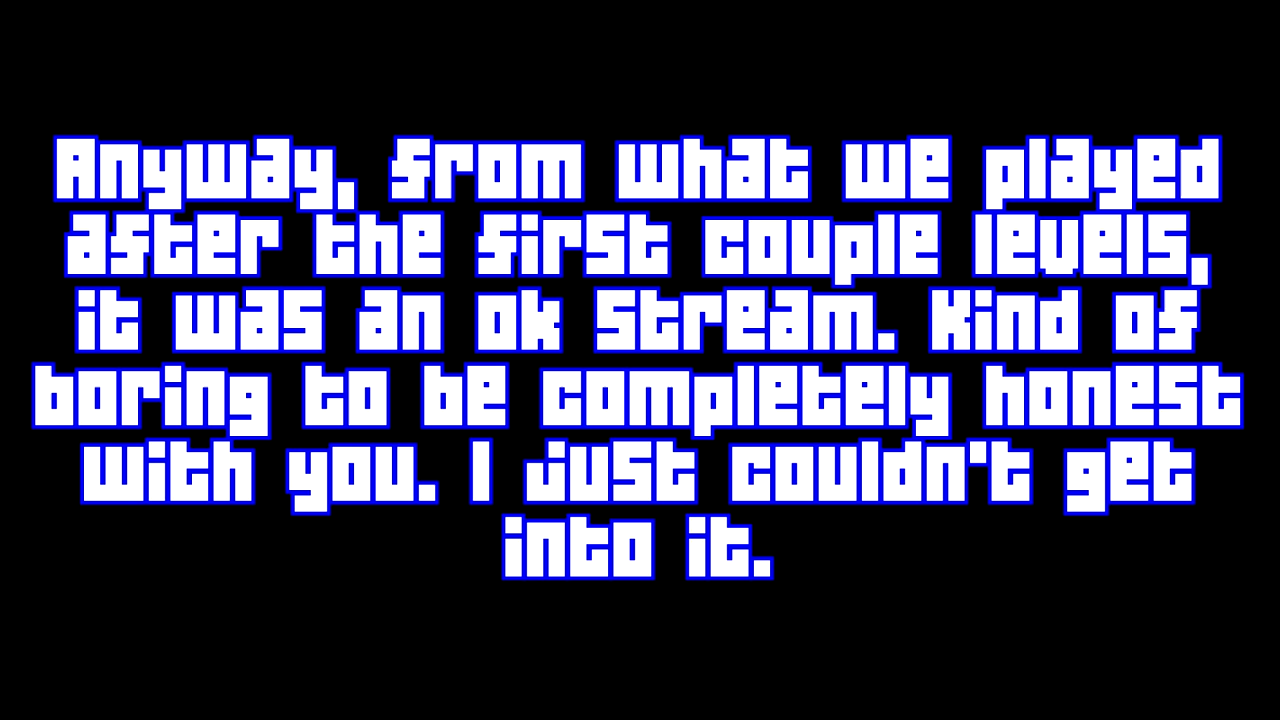 Anyway, from what we played
after the first couple levels,
it was an ok stream. Kind of
boring to be completely honest
with you. I just couldn't get
into it.